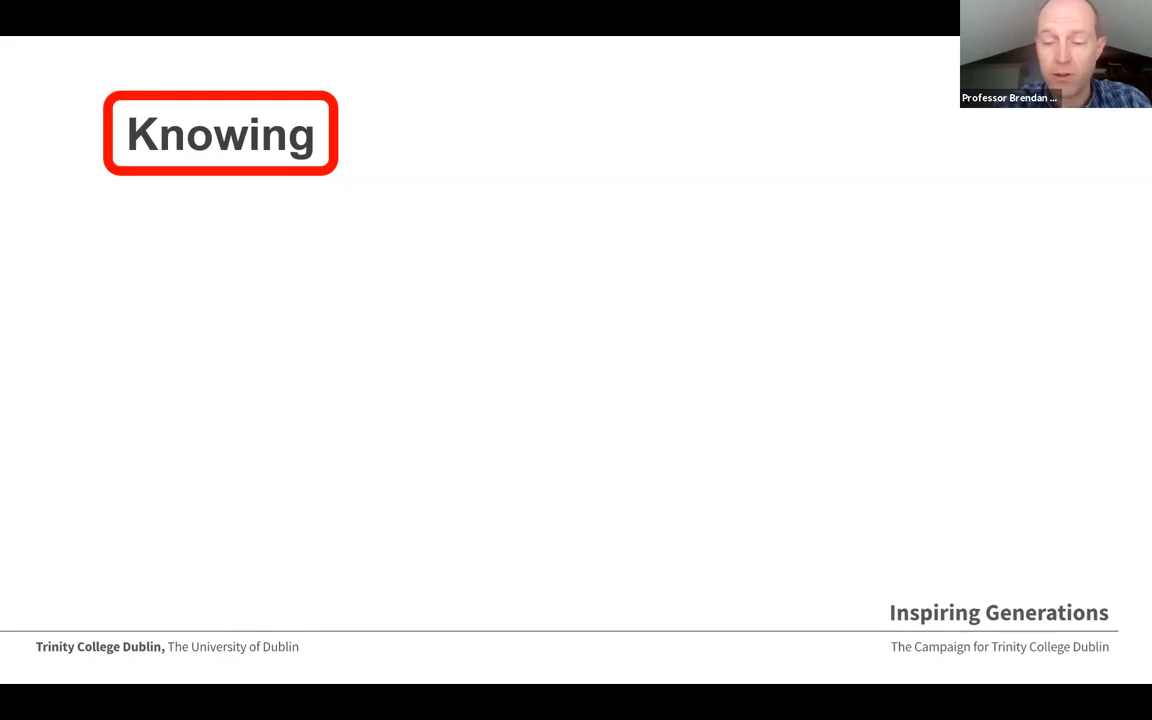 Professor Brendan ...
Knowing
Inspiring Generations
Trinity College Dublin, The University of Dublin
The Campaign for Trinity College Dublin